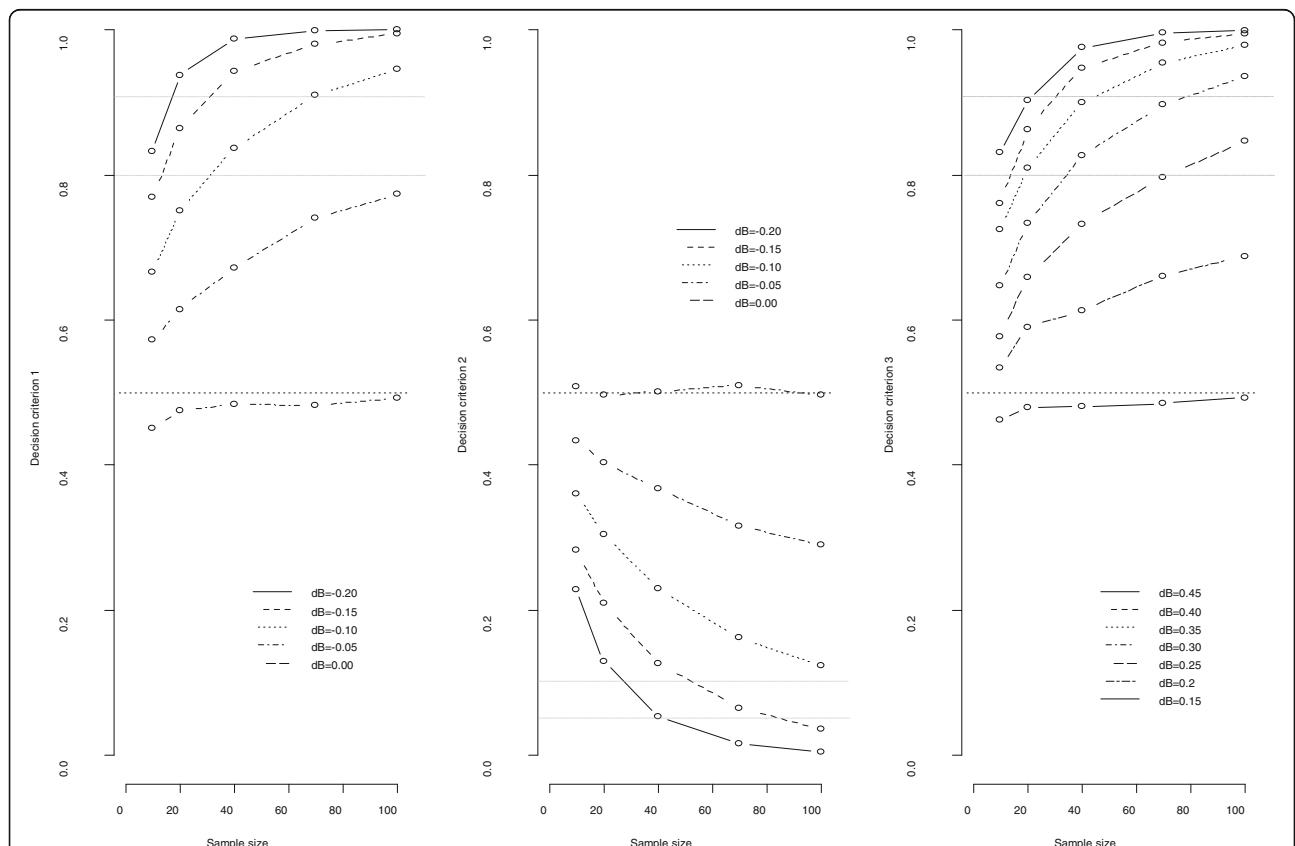 Decision criterion 1
1.0
0.8
0.6
0.4
0.2
0.0
dB=-0.20
dB=-0.15
dB=-0.10
dB=-0.05
dB=0.00
0 20 40 60 80 100
Sample size
Decision criterion 2
1.0
0.8
0.6
0.4
0.2
0.0
dB=-0.20
dB=-0.15
dB=-0.10
dB=-0.05
dB=0.00
0 20 40 60 80 100
Sample size
Decision criterion 3
1.0
0.8
0.6
0.4
0.2
0.0
dB=0.45
dB=0.40
dB=0.35
dB=0.30
dB=0.25
dB=0.2
dB=0.15
0 20 40 60 80 100
Sample size